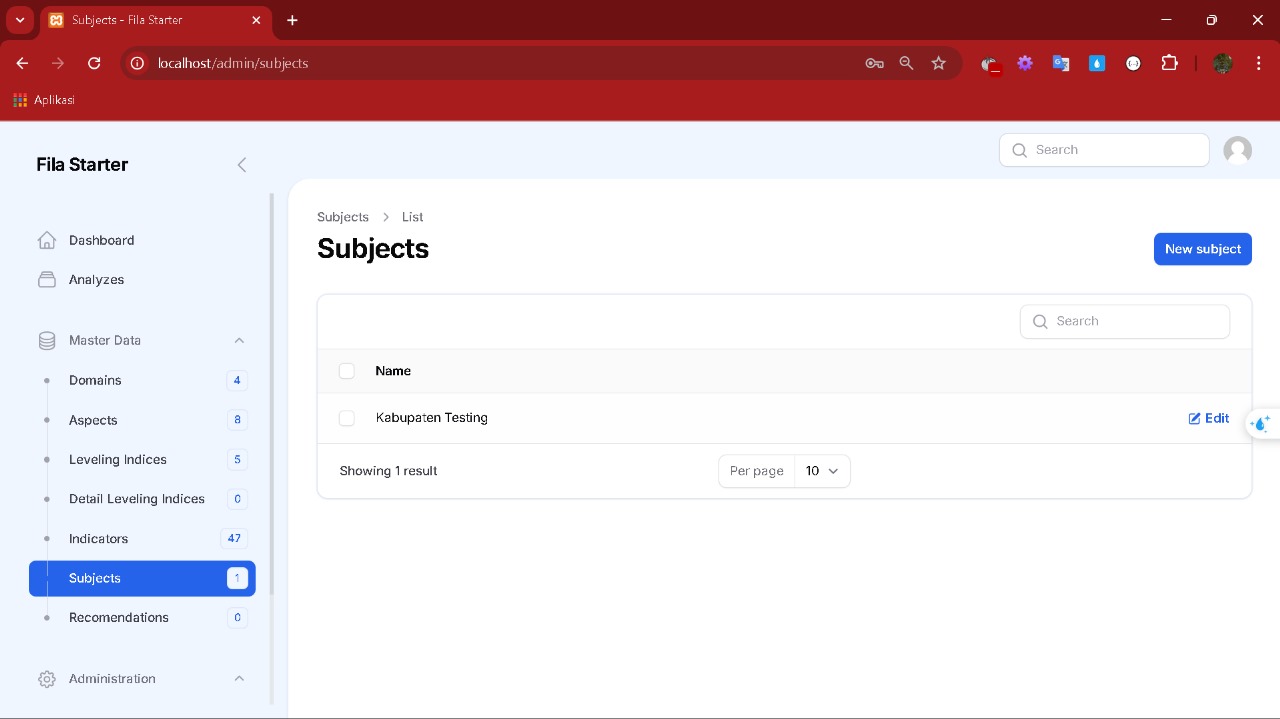 Subjects - Fila Starter
localhost/admin/subjects
Aplikasi
Fila Starter
Search
Dashboard
Analyzes
Master Data
Domains 4
Aspects 8
Leveling Indices 5
Detail Leveling Indices 0
Indicators 47
Subjects 1
Recomendations 0
Administration
Subjects > List
Subjects
New subject
Search
Name
Kabupaten Testing Edit
Showing 1 result Per page 10